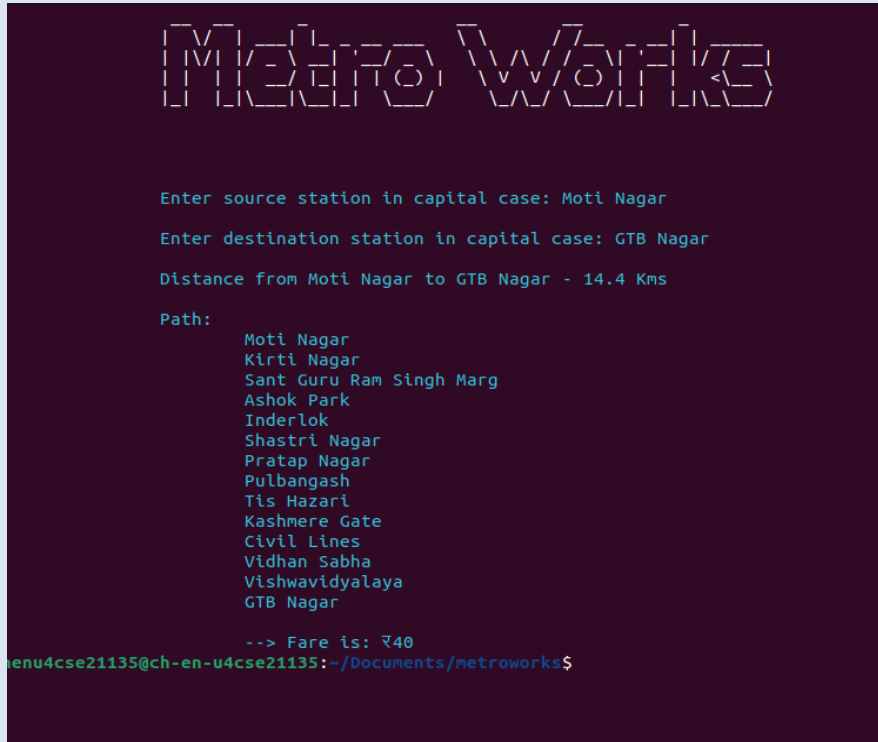 Metro Works
Enter source station in capital case: Moti Nagar
Enter destination station in capital case: GTB Nagar
Distance from Moti Nagar to GTB Nagar - 14.4 Kms
Path:
Moti Nagar
Kirti Nagar
Sant Guru Ram Singh Marg
Ashok Park
Inderlok
Shastri Nagar
Pratap Nagar
Pulbangash
Tis Hazari
Kashmere Gate
Civil Lines
Vidhan Sabha
Vishwavidyalaya
GTB Nagar
--> Fare is: ₹40
henu4cse21135@ch-en-u4cse21135:~/Documents/metroworks$